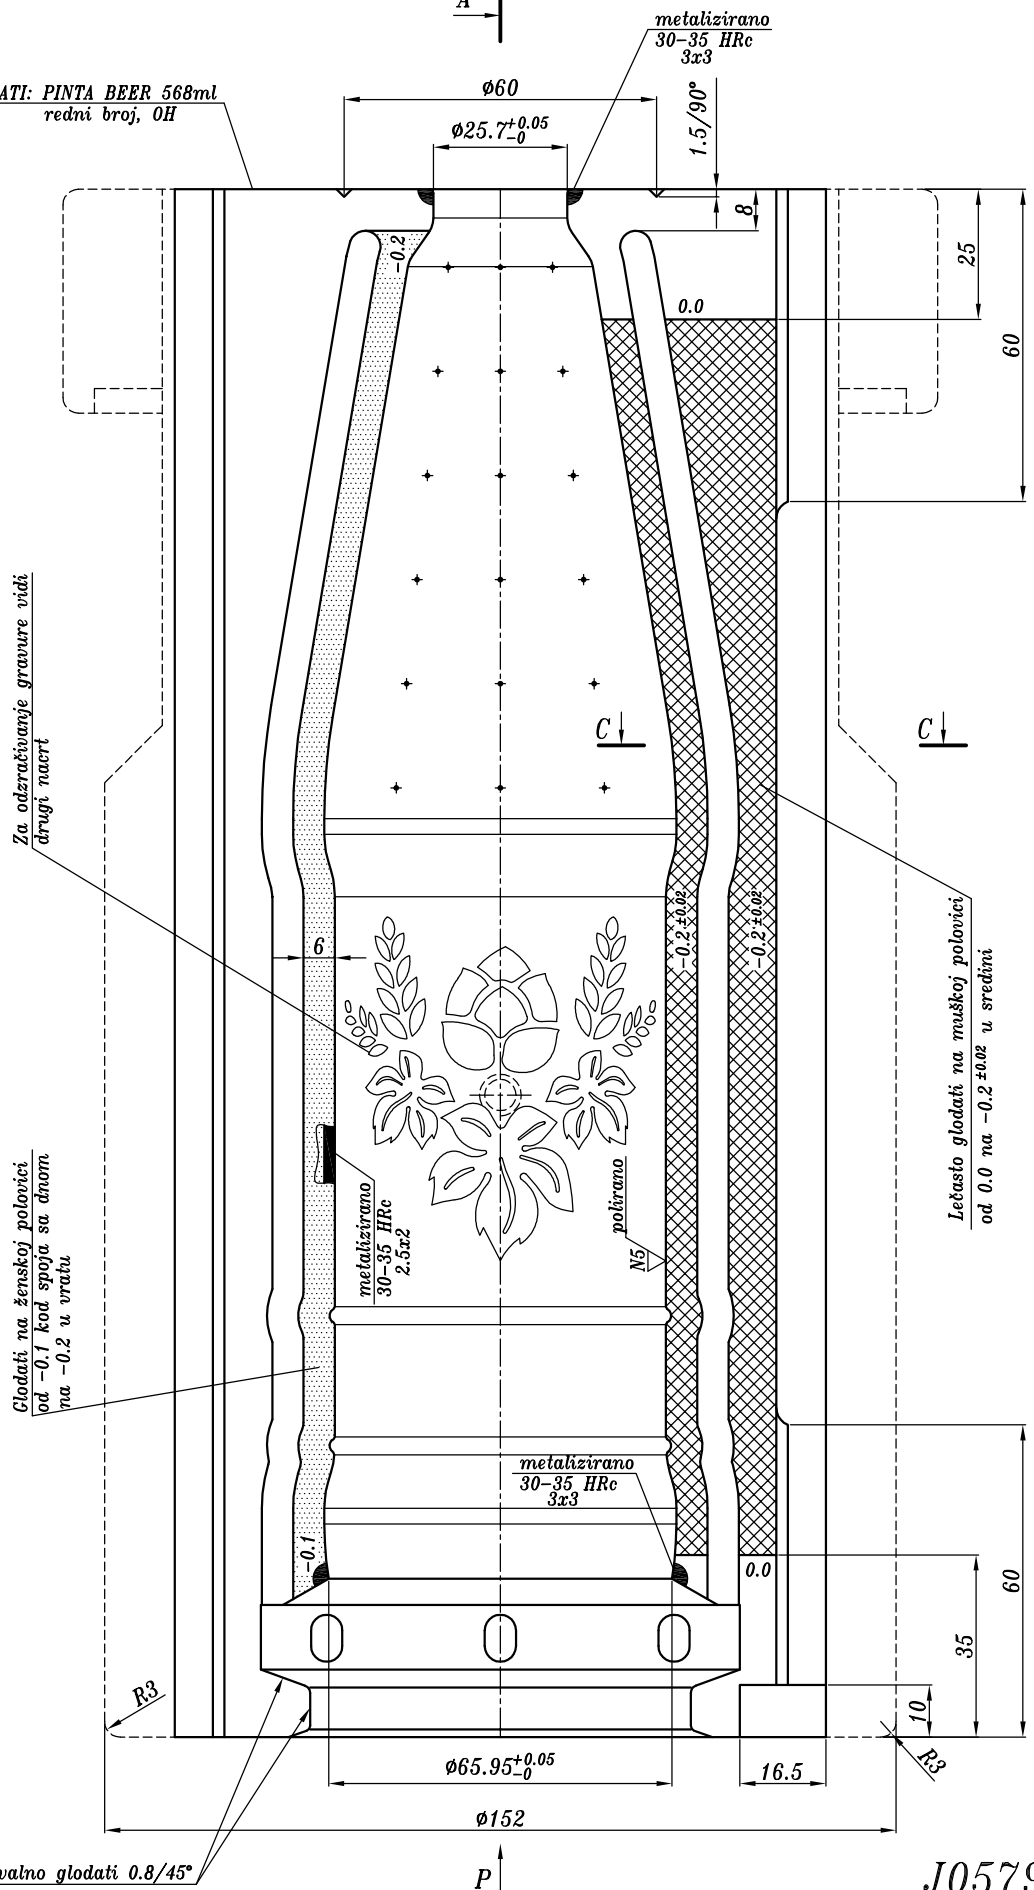 A
metalizirano
30-35 HRc
3x3
ATI: PINTA BEER 568ml
redni broj, OH
ø60
ø25.7+0.05
-0
1.5/90°
8
25
60
-0.2
0.0
Za odzračivanje gravure vidi
drugi nacrt
C
C
6
-0.2±0.02
-0.2±0.02
Lečasto glodati na muškoj polovici
od 0.0 na -0.2±0.02 u sredini
Glodati na ženskoj polovici
od -0.1 kod spoja sa dnom
na -0.2 u vratu
metalizirano
30-35 HRc
2.5x2
polirano
N5
metalizirano
30-35 HRc
3x3
-0.1
0.0
60
35
10
R3
R3
ø65.95+0.05
-0
16.5
ø152
valno glodati 0.8/45°
P
J0579